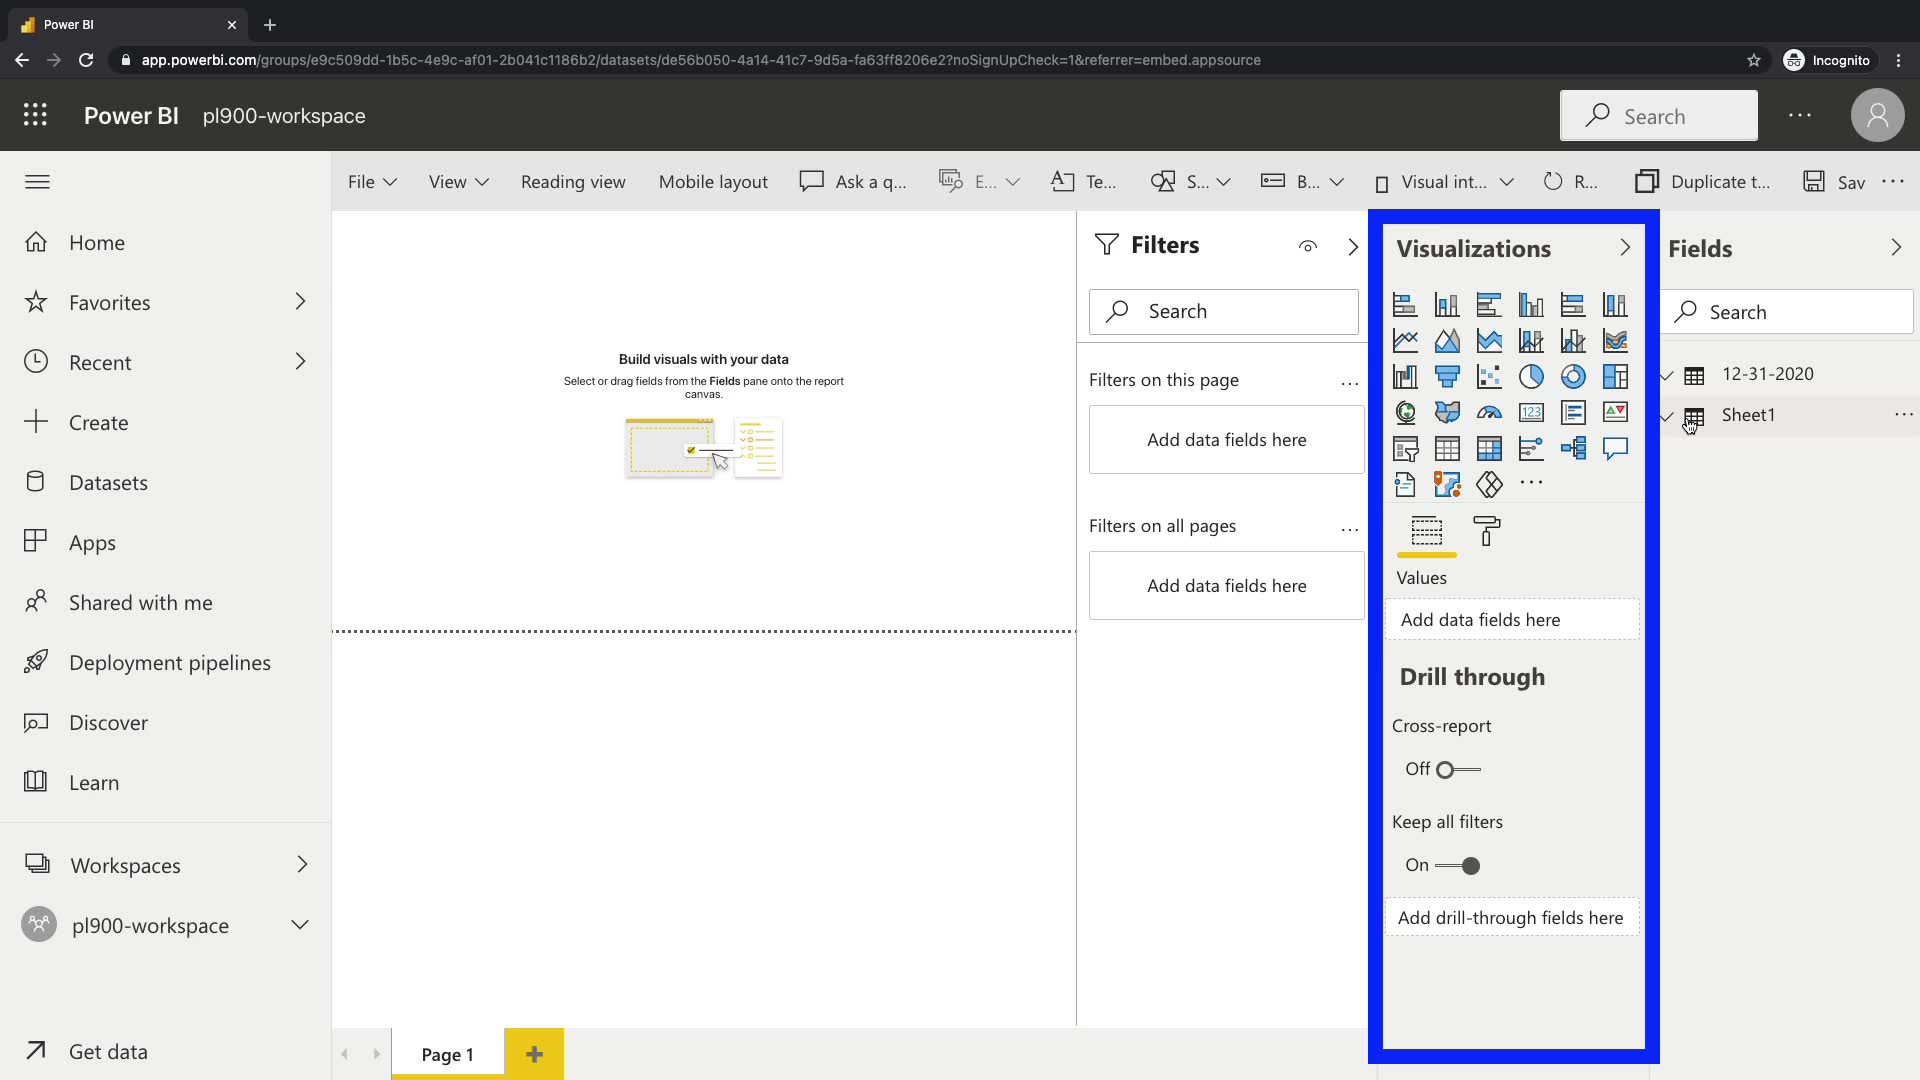 Power BI
app.powerbi.com/groups/e9c509dd-1b5c-4e9c-af01-2b041c1186b2/datasets/de56b050-4a14-41c7-9d5a-fa63ff8206e2?noSignUpCheck=1&referrer=embed.appsource
Incognito
Power BI pl900-workspace
Search
File View Reading view Mobile layout Ask a q... E... Te... S... B... Visual int... R... Duplicate t... Sav
Home
Favorites
Recent
Create
Datasets
Apps
Shared with me
Deployment pipelines
Discover
Learn
Workspaces
pl900-workspace
Get data
Build visuals with your data
Select or drag fields from the Fields pane onto the report
canvas.
Page 1
Filters
Search
Filters on this page
Add data fields here
Filters on all pages
Add data fields here
Visualizations
123
Values
Add data fields here
Drill through
Cross-report
Off
Keep all filters
On
Add drill-through fields here
Fields
Search
12-31-2020
Sheet1